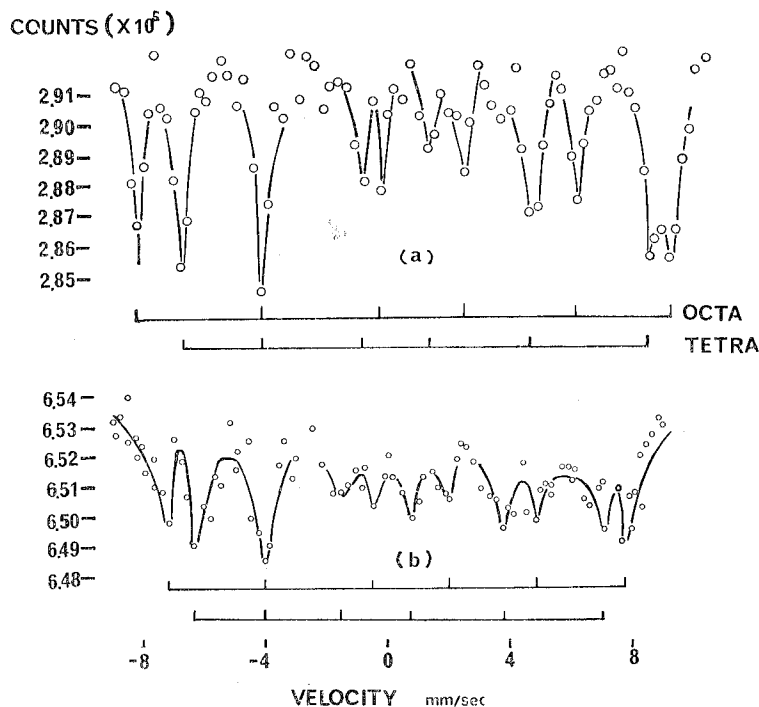 COUNTS (X10⁵)
2,91
2,90
2,89
2,88
2,87
2,86
2,85
(a)
OCTA
TETRA
6,54
6,53
6,52
6,51
6,50
6,49
6,48
(b)
-8 -4 0 4 8
VELOCITY mm/sec